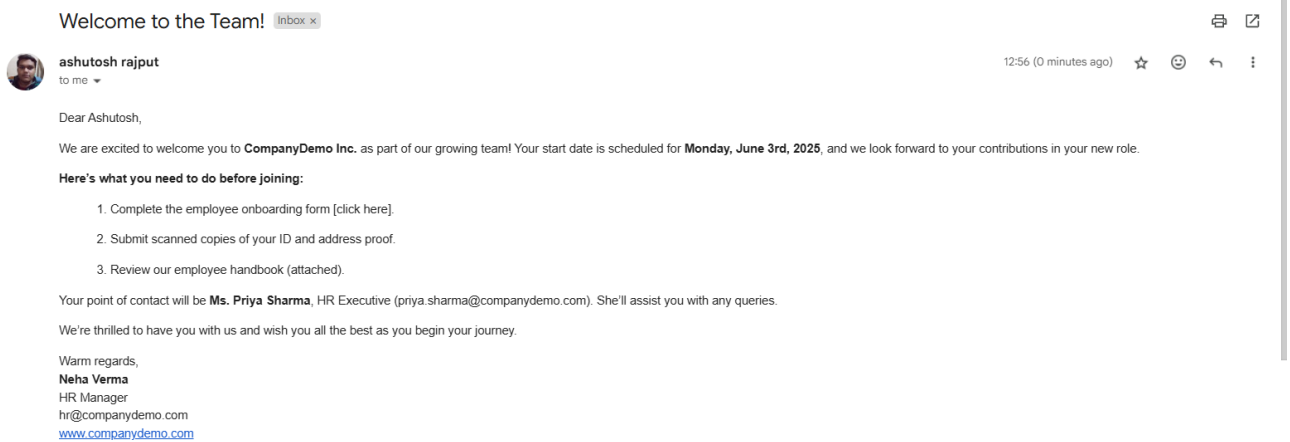 Welcome to the Team! Inbox ×
ashutosh rajput
12:56 (0 minutes ago)
to me
Dear Ashutosh,
We are excited to welcome you to CompanyDemo Inc. as part of our growing team! Your start date is scheduled for Monday, June 3rd, 2025, and we look forward to your contributions in your new role.
Here's what you need to do before joining:
1. Complete the employee onboarding form [click here].
2. Submit scanned copies of your ID and address proof.
3. Review our employee handbook (attached).
Your point of contact will be Ms. Priya Sharma, HR Executive (priya.sharma@companydemo.com). She'll assist you with any queries.
We're thrilled to have you with us and wish you all the best as you begin your journey.
Warm regards,
Neha Verma
HR Manager
hr@companydemo.com
www.companydemo.com